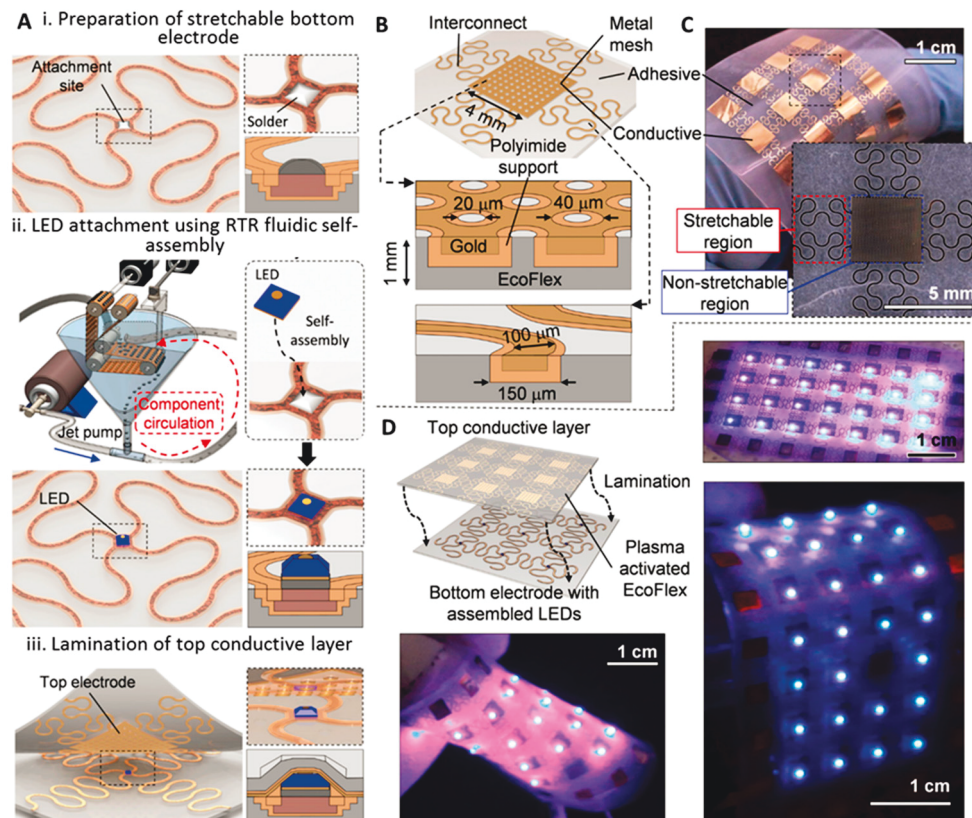 A
i. Preparation of stretchable bottom
electrode
Attachment
site
Solder
ii. LED attachment using RTR fluidic self-
assembly
LED
Self-
assembly
Component
circulation
Jet pump
LED
iii. Lamination of top conductive layer
Top electrode
B
Interconnect
Metal
mesh
4 mm
Polyimide
support
20 µm
40 µm
Gold
1 mm
EcoFlex
100 µm
150 µm
C
1 cm
Adhesive
Conductive
Stretchable
region
Non-stretchable
region
5 mm
1 cm
D
Top conductive layer
Lamination
Plasma
activated
EcoFlex
Bottom electrode with
assembled LEDs
1 cm
1 cm